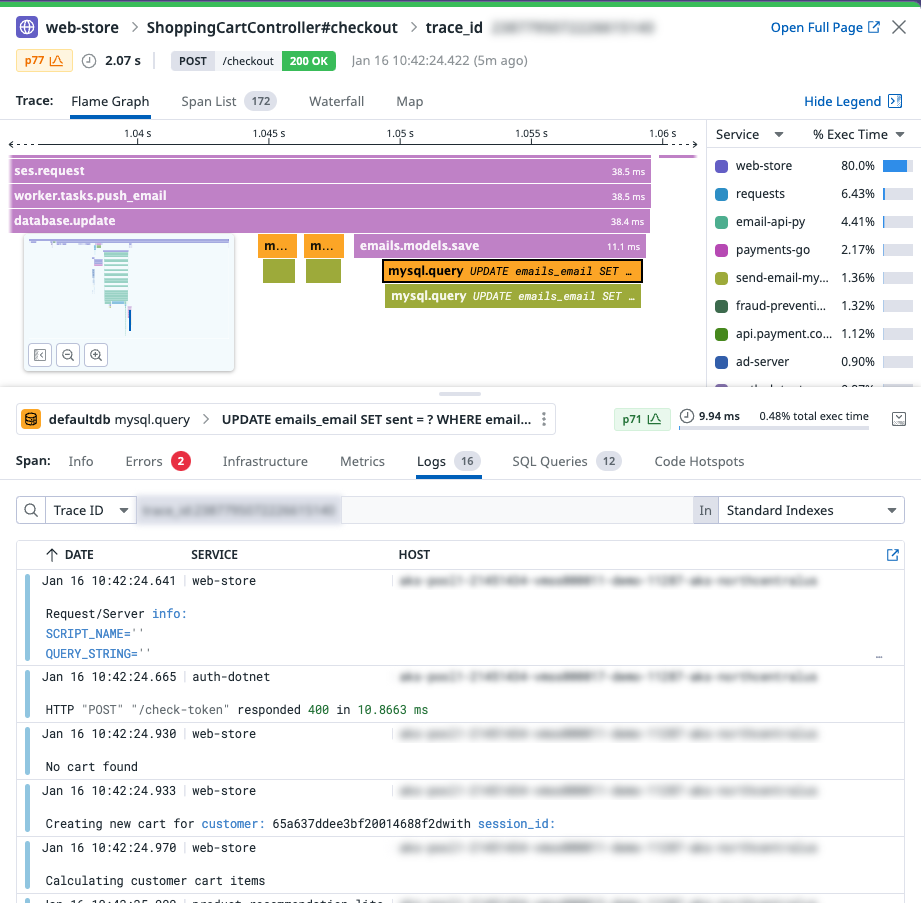 web-store > ShoppingCartController#checkout > trace_id
Open Full Page
p77 2.07 s POST /checkout 200 OK Jan 16 10:42:24.422 (5m ago)
Trace: Flame Graph Span List 172 Waterfall Map
Hide Legend
1.04 s 1.045 s 1.05 s 1.055 s 1.06 s
Service % Exec Time
ses.request 38.5 ms
worker.tasks.push_email 38.5 ms
database.update 38.4 ms
m... m... emails.models.save 11.1 ms
mysql.query UPDATE emails_email SET …
mysql.query UPDATE emails_email SET …
web-store 80.0%
requests 6.43%
email-api-py 4.41%
payments-go 2.17%
send-email-my... 1.36%
fraud-preventi... 1.32%
api.payment.co... 1.12%
ad-server 0.90%
defaultdb mysql.query > UPDATE emails_email SET sent = ? WHERE email...
p71 9.94 ms 0.48% total exec time
Span: Info Errors 2 Infrastructure Metrics Logs 16 SQL Queries 12 Code Hotspots
Trace ID
In Standard Indexes
DATE SERVICE HOST
Jan 16 10:42:24.641 web-store
Request/Server info:
SCRIPT_NAME=''
QUERY_STRING=''
…
Jan 16 10:42:24.665 auth-dotnet
HTTP "POST" "/check-token" responded 400 in 10.8663 ms
Jan 16 10:42:24.930 web-store
No cart found
Jan 16 10:42:24.933 web-store
Creating new cart for customer: 65a637ddee3bf20014688f2dwith session_id:
Jan 16 10:42:24.970 web-store
Calculating customer cart items